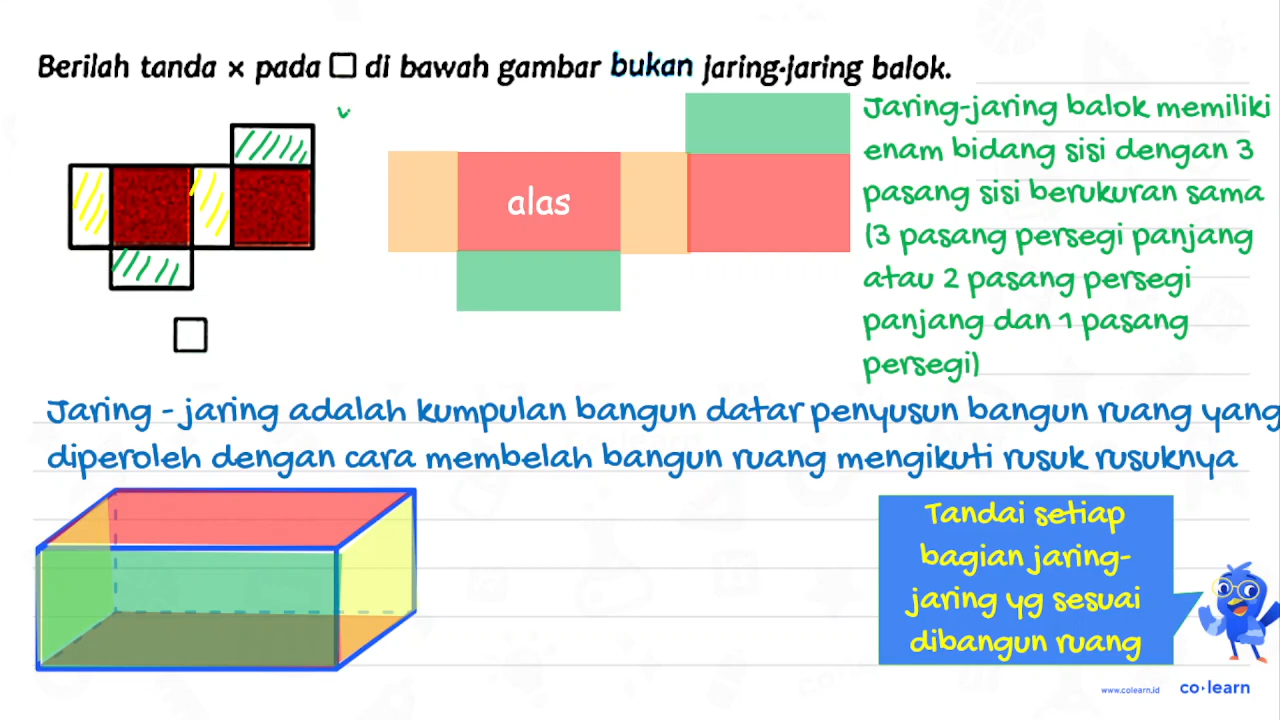 Berilah tanda × pada □ di bawah gambar bukan jaring-jaring balok.
Jaring-jaring balok memiliki
enam bidang sisi dengan 3
pasang sisi berukuran sama
(3 pasang persegi panjang
atau 2 pasang persegi
panjang dan 1 pasang
persegi)
alas
Jaring - jaring adalah kumpulan bangun datar penyusun bangun ruang yang
diperoleh dengan cara membelah bangun ruang mengikuti rusuk rusuknya
Tandai setiap
bagian jaring-
jaring yg sesuai
dibangun ruang
www.colearn.id
co·learn